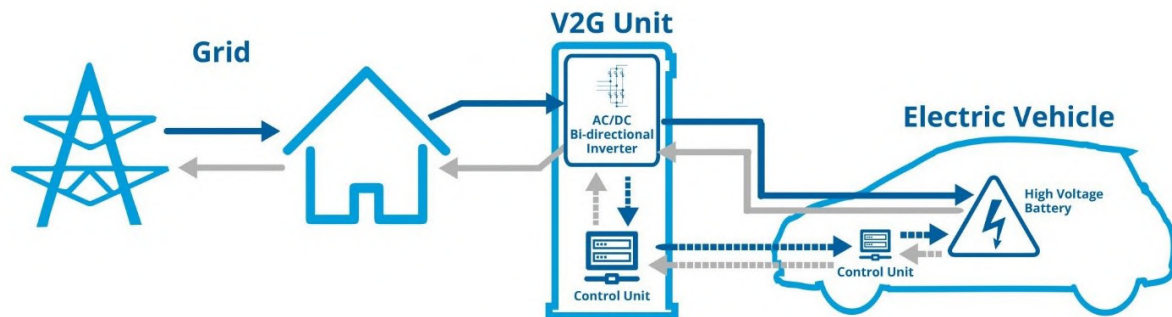 Grid
V2G Unit
AC/DC
Bi-directional
Inverter
Control Unit
Electric Vehicle
High Voltage
Battery
Control Unit